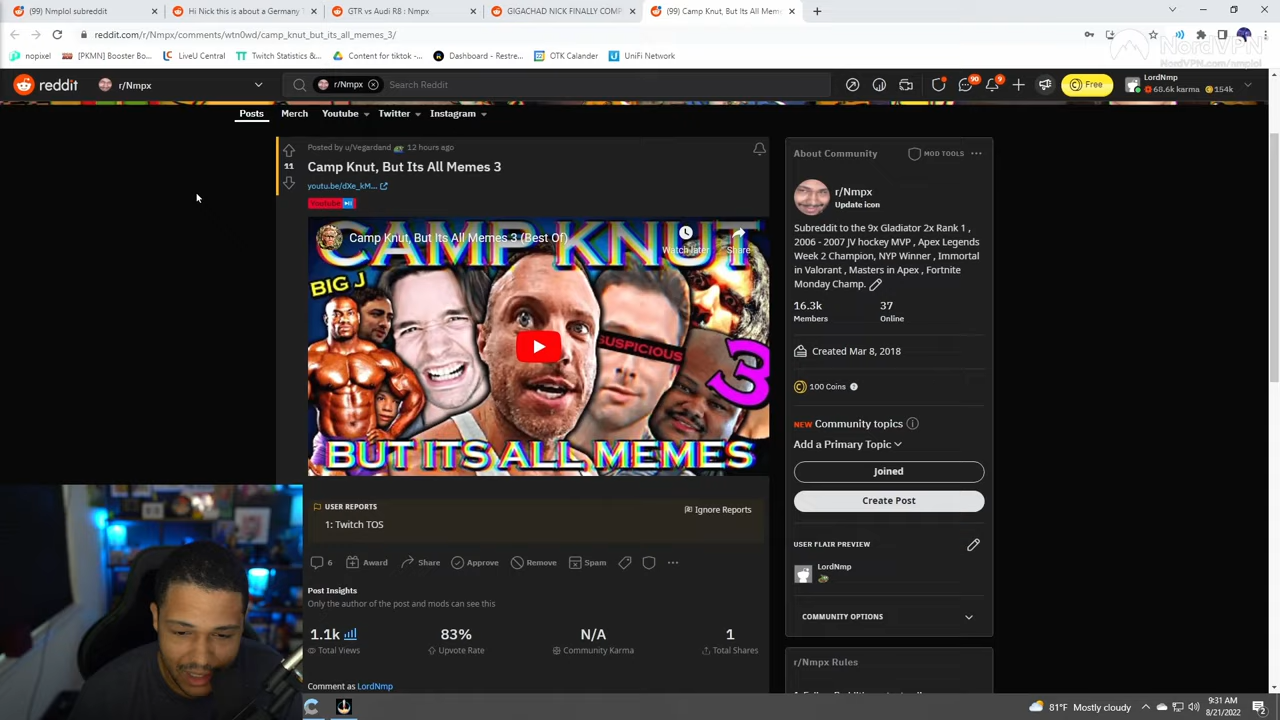 (99) Nmplol subreddit
Hi Nick this is about a Germany T
GTR vs Audi R8 : Nmpx
GIGACHAD NICK FINALLY COMP
(99) Camp Knut, But Its All Mem
reddit.com/r/Nmpx/comments/wtn0wd/camp_knut_but_its_all_memes_3/
nopixel
[PKMN] Booster Bo...
LiveU Central
Twitch Statistics &...
Content for tiktok -...
Dashboard - Restre...
OTK Calander
UniFi Network
NordVPN
NordVPN.com/nmplol
reddit
r/Nmpx
r/Nmpx
Search Reddit
90
9
Free
LordNmp
68.6k karma
154k
Posts
Merch
Youtube
Twitter
Instagram
Posted by u/Vegardand 12 hours ago
11
Camp Knut, But Its All Memes 3
youtu.be/dXe_kM...
Youtube
Camp Knut, But Its All Memes 3 (Best Of)
Watch later
Share
CAMP KNUT
BIG J
SUSPICIOUS
3
BUT ITS ALL MEMES
USER REPORTS
1: Twitch TOS
Ignore Reports
6
Award
Share
Approve
Remove
Spam
Post Insights
Only the author of the post and mods can see this
1.1k
83%
N/A
1
Total Views
Upvote Rate
Community Karma
Total Shares
Comment as LordNmp
About Community
MOD TOOLS
r/Nmpx
Update icon
Subreddit to the 9x Gladiator 2x Rank 1 ,
2006 - 2007 JV hockey MVP , Apex Legends
Week 2 Champion, NYP Winner , Immortal
in Valorant , Masters in Apex , Fortnite
Monday Champ.
16.3k
37
Members
Online
Created Mar 8, 2018
100 Coins
NEW Community topics
Add a Primary Topic
Joined
Create Post
USER FLAIR PREVIEW
LordNmp
COMMUNITY OPTIONS
r/Nmpx Rules
81°F Mostly cloudy
9:31 AM
8/21/2022
2